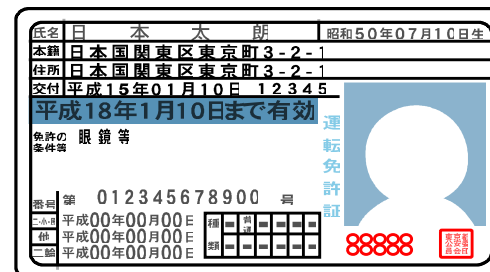 氏名 日本太朗 昭和50年07月10日生
本籍 日本国関東区東京町3-2-1
住所 日本国関東区東京町3-2-1
交付 平成15年01月10日 12345
平成18年1月10日まで有効
免許の条件等 眼鏡等
運転免許証
番号 第 012345678900 号
二・小・原 平成00年00月00日
他 平成00年00月00日
二種 平成00年00月00日
種類 普通 - - - - - -
- - - - - -
88888